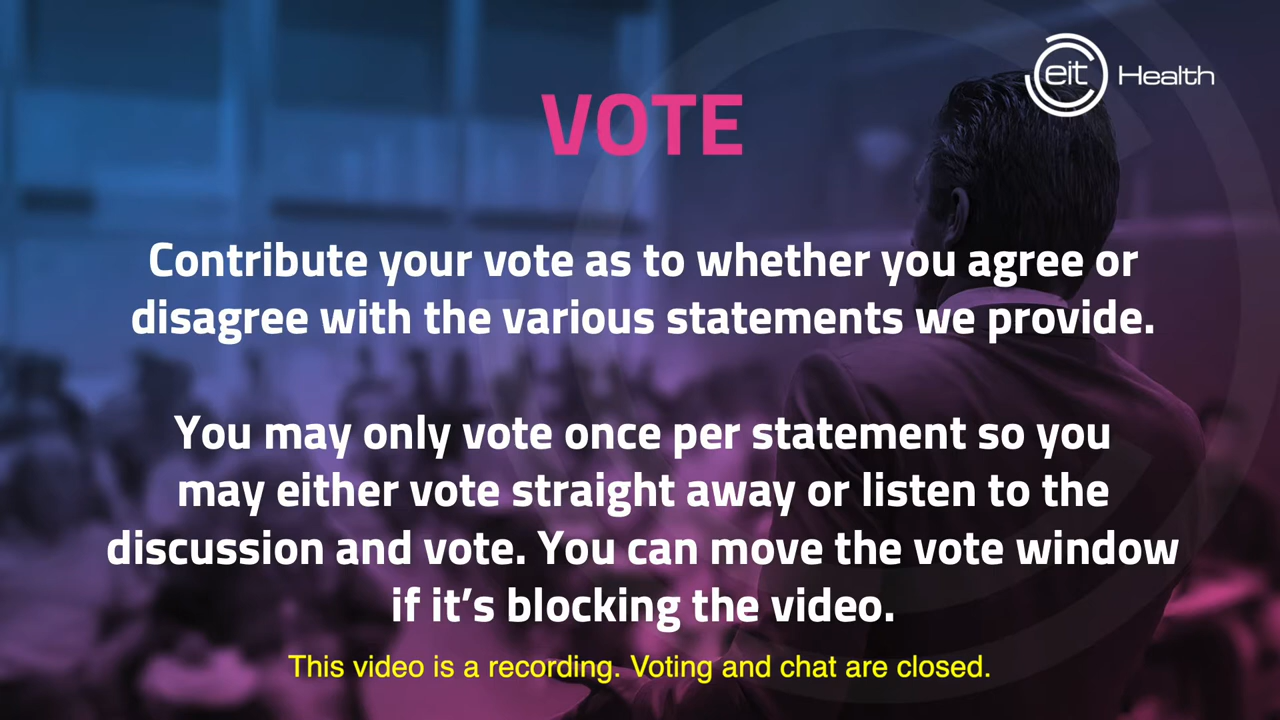 eit Health
VOTE
Contribute your vote as to whether you agree or
disagree with the various statements we provide.
You may only vote once per statement so you
may either vote straight away or listen to the
discussion and vote. You can move the vote window
if it’s blocking the video.
This video is a recording. Voting and chat are closed.